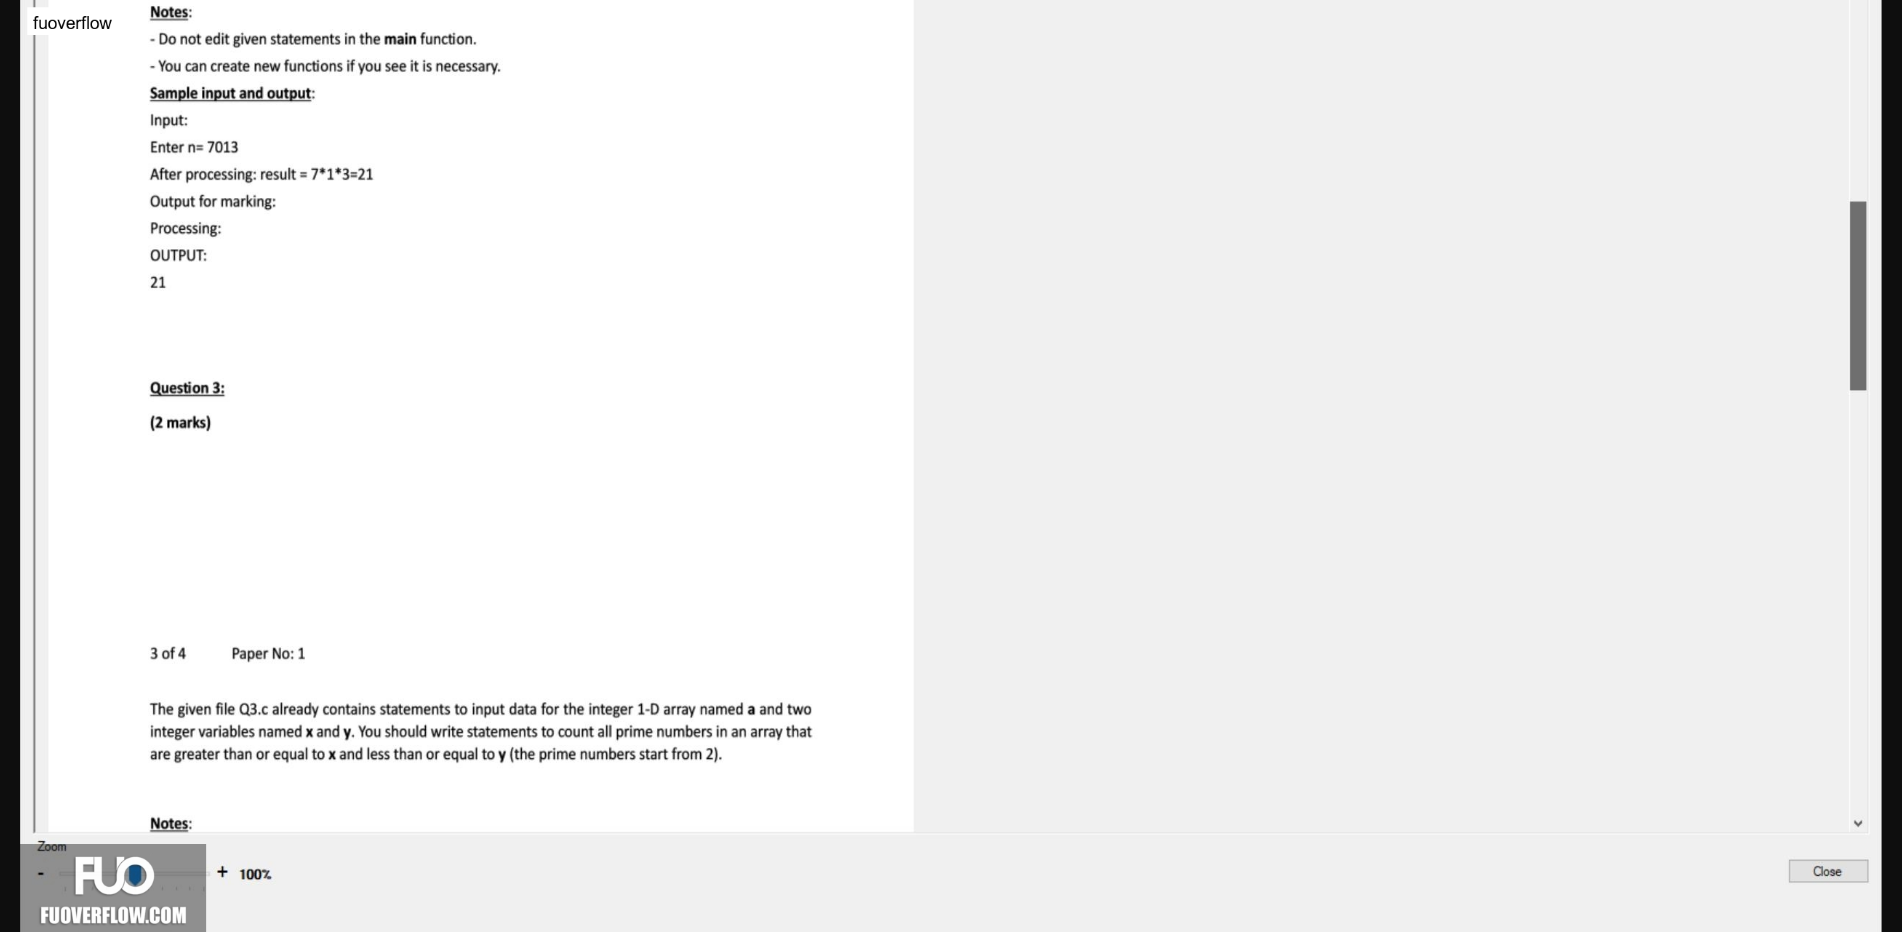 fuoverflow
Notes:
- Do not edit given statements in the main function.
- You can create new functions if you see it is necessary.
Sample input and output:
Input:
Enter n= 7013
After processing: result = 7*1*3=21
Output for marking:
Processing:
OUTPUT:
21
Question 3:
(2 marks)
3 of 4 Paper No: 1
The given file Q3.c already contains statements to input data for the integer 1-D array named a and two
integer variables named x and y. You should write statements to count all prime numbers in an array that
are greater than or equal to x and less than or equal to y (the prime numbers start from 2).
Notes:
Zoom
- + 100%
Close
FUO
FUOVERFLOW.COM